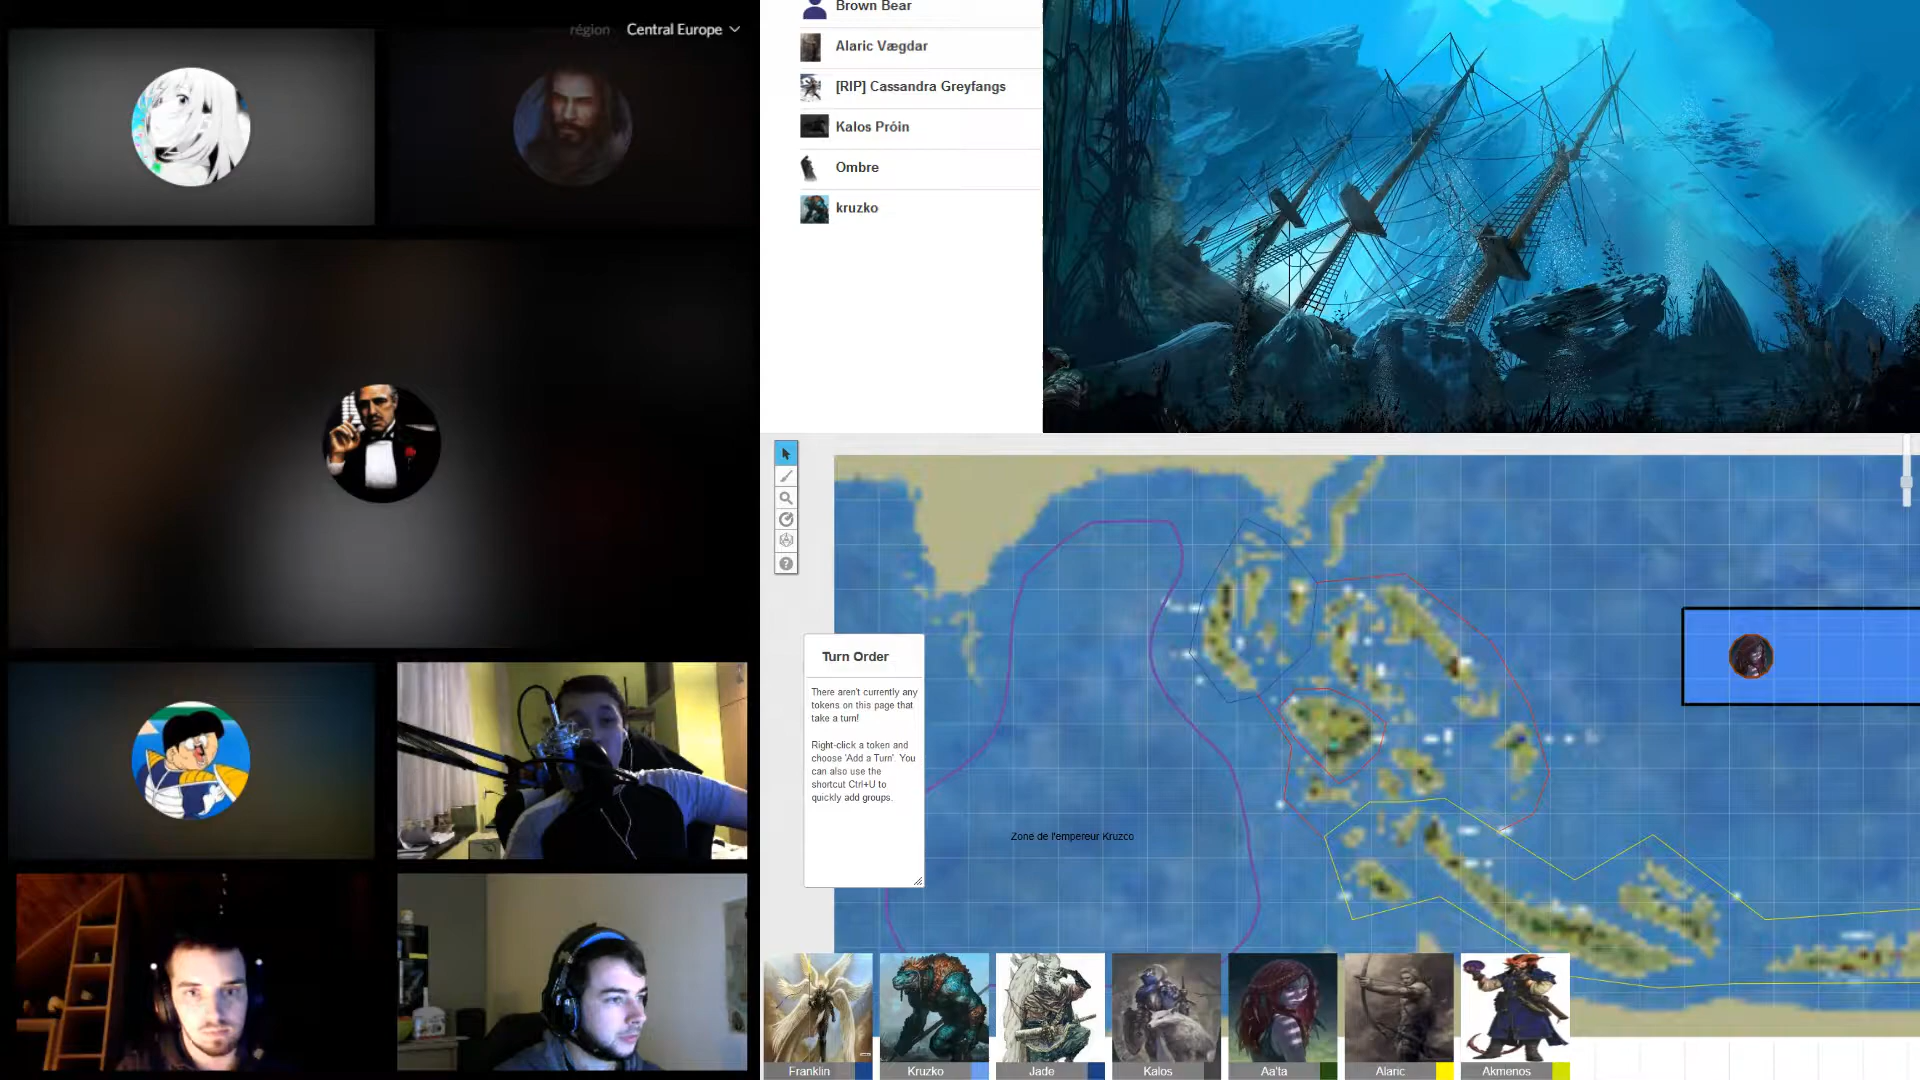 région Central Europe
Brown Bear
Alaric Vægdar
[RIP] Cassandra Greyfangs
Kalos Próin
Ombre
kruzko
Turn Order
There aren't currently any
tokens on this page that
take a turn!
Right-click a token and
choose 'Add a Turn'. You
can also use the
shortcut Ctrl+U to
quickly add groups.
Zone de l'empereur Kruzco
Franklin
Kruzko
Jade
Kalos
Aa'ta
Alaric
Akmenos